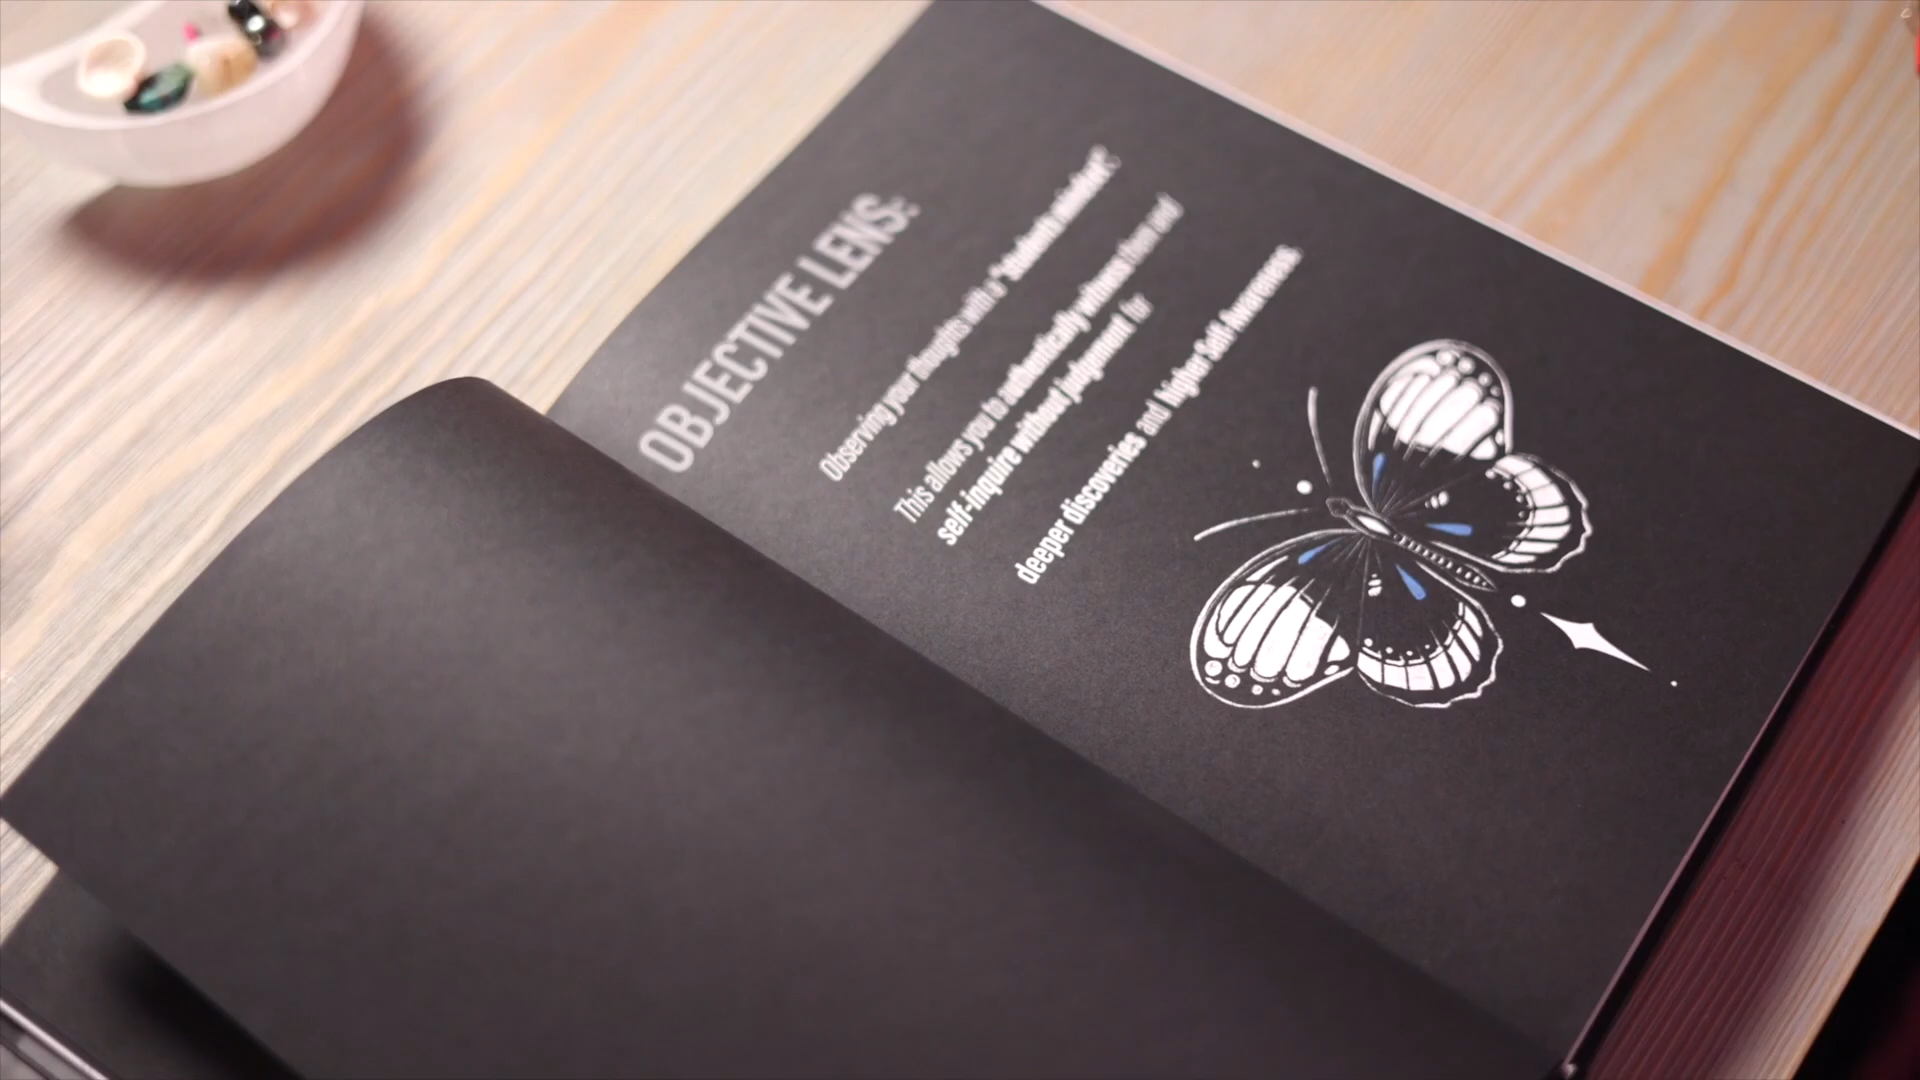 OBJECTIVE LENS:
Observing your thoughts with a "Student's mindset".
This allows you to authentically witness them and
self-inquire without judgement for
deeper discoveries and higher Self-Awareness